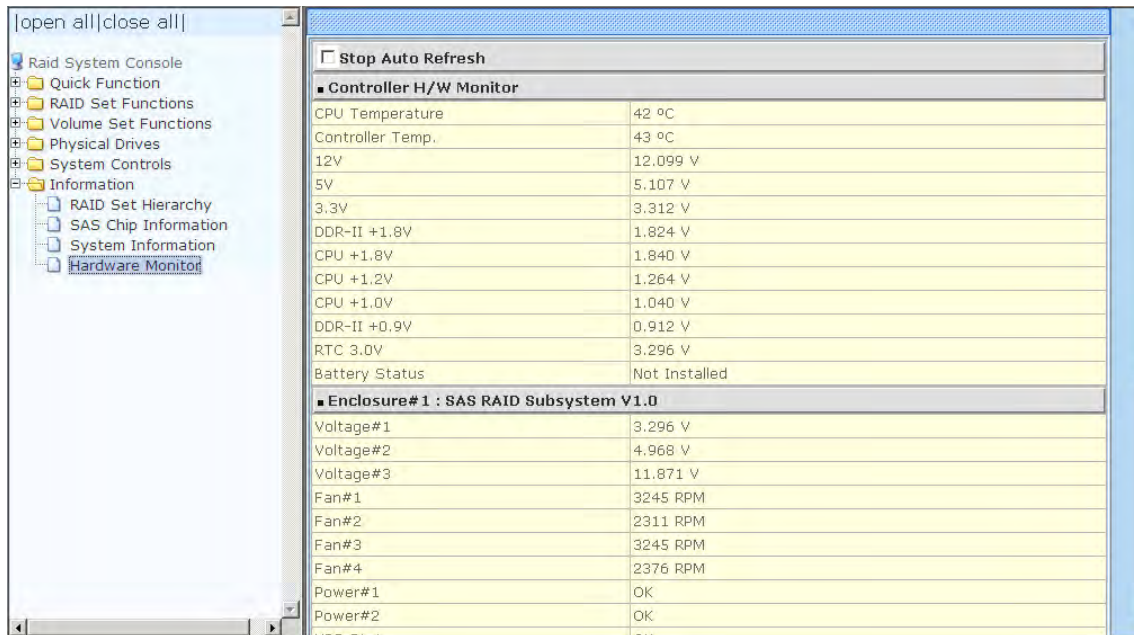 |open all|close all|
Raid System Console
Quick Function
RAID Set Functions
Volume Set Functions
Physical Drives
System Controls
Information
RAID Set Hierarchy
SAS Chip Information
System Information
Hardware Monitor
Stop Auto Refresh
Controller H/W Monitor
CPU Temperature 42 ºC
Controller Temp. 43 ºC
12V 12.099 V
5V 5.107 V
3.3V 3.312 V
DDR-II +1.8V 1.824 V
CPU +1.8V 1.840 V
CPU +1.2V 1.264 V
CPU +1.0V 1.040 V
DDR-II +0.9V 0.912 V
RTC 3.0V 3.296 V
Battery Status Not Installed
Enclosure#1 : SAS RAID Subsystem V1.0
Voltage#1 3.296 V
Voltage#2 4.968 V
Voltage#3 11.871 V
Fan#1 3245 RPM
Fan#2 2311 RPM
Fan#3 3245 RPM
Fan#4 2376 RPM
Power#1 OK
Power#2 OK